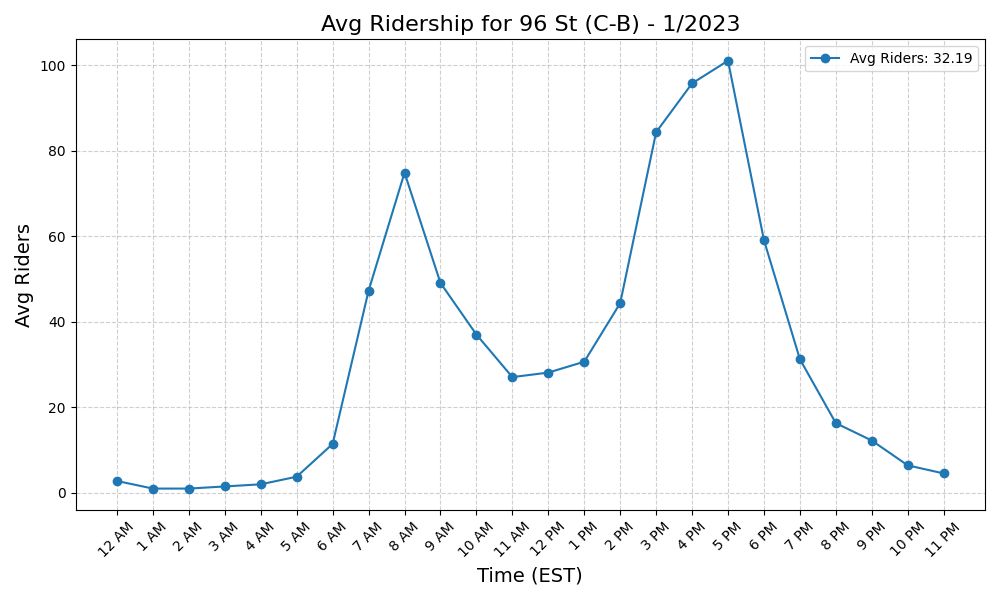 Avg Ridership for 96 St (C-B) - 1/2023
Avg Riders: 32.19
Avg Riders
100
80
60
40
20
0
12 AM
1 AM
2 AM
3 AM
4 AM
5 AM
6 AM
7 AM
8 AM
9 AM
10 AM
11 AM
12 PM
1 PM
2 PM
3 PM
4 PM
5 PM
6 PM
7 PM
8 PM
9 PM
10 PM
11 PM
Time (EST)